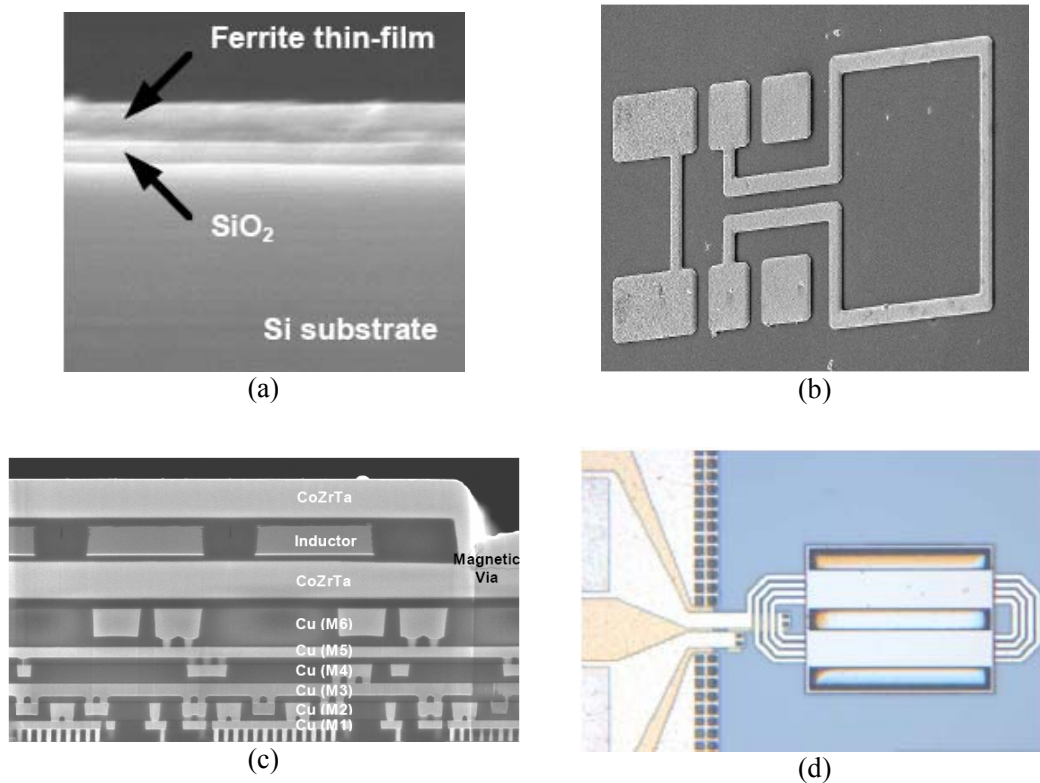 Ferrite thin-film
SiO₂
Si substrate
(a)
(b)
CoZrTa
Inductor
Magnetic
Via
CoZrTa
Cu (M6)
Cu (M5)
Cu (M4)
Cu (M3)
Cu (M2)
Cu (M1)
(c)
(d)